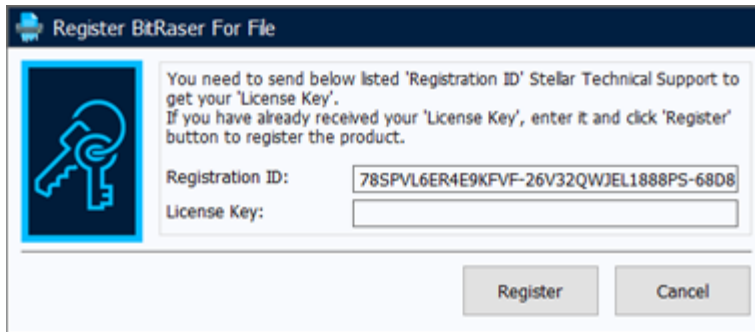 Register BitRaser For File
You need to send below listed 'Registration ID' Stellar Technical Support to
get your 'License Key'.
If you have already received your 'License Key', enter it and click 'Register'
button to register the product.
Registration ID: 78SPVL6ER4E9KFVF-26V32QWJEL1888PS-68D8
License Key:
Register Cancel